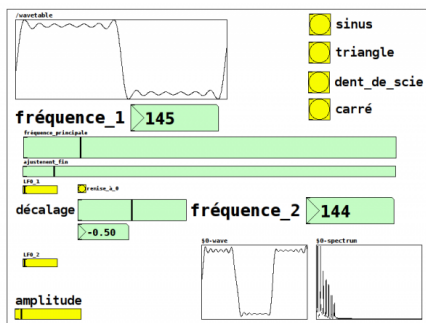 /wavetable
sinus
triangle
dent_de_scie
carré
fréquence_1 145
fréquence_principale
ajustement_fin
LFO_1
remise_à_0
décalage
fréquence_2 144
-0.50
LFO_2
$0-wave
$0-spectrum
amplitude